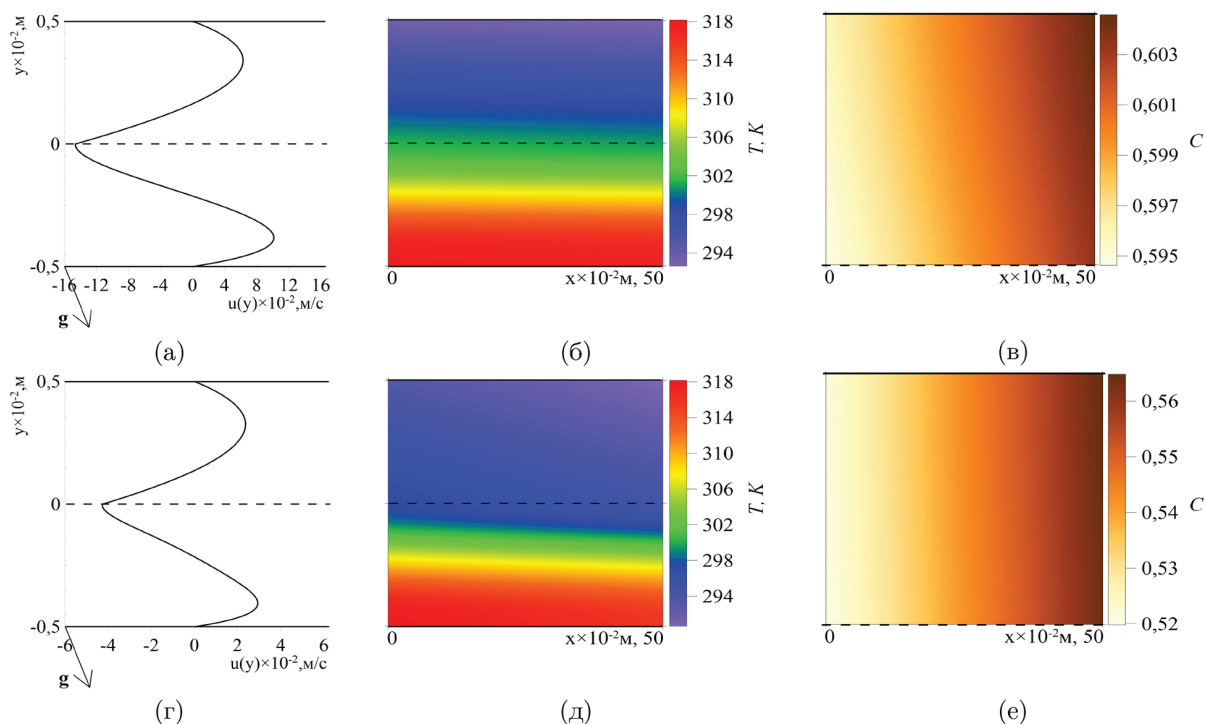 0,5
y×10⁻²,м
0
-0,5
-16 -12 -8 -4 0 4 8 12 16
u(y)×10⁻²,м/с
g
(а)
318
314
310
306
302
298
294
T, K
0
x×10⁻²м, 50
(б)
0,603
0,601
0,599
0,597
0,595
C
0
x×10⁻²м, 50
(в)
0,5
y×10⁻²,м
0
-0,5
-6 -4 -2 0 2 4 6
u(y)×10⁻²,м/с
g
(г)
318
314
310
306
302
298
294
T, K
0
x×10⁻²м, 50
(д)
0,56
0,55
0,54
0,53
0,52
C
0
x×10⁻²м, 50
(е)